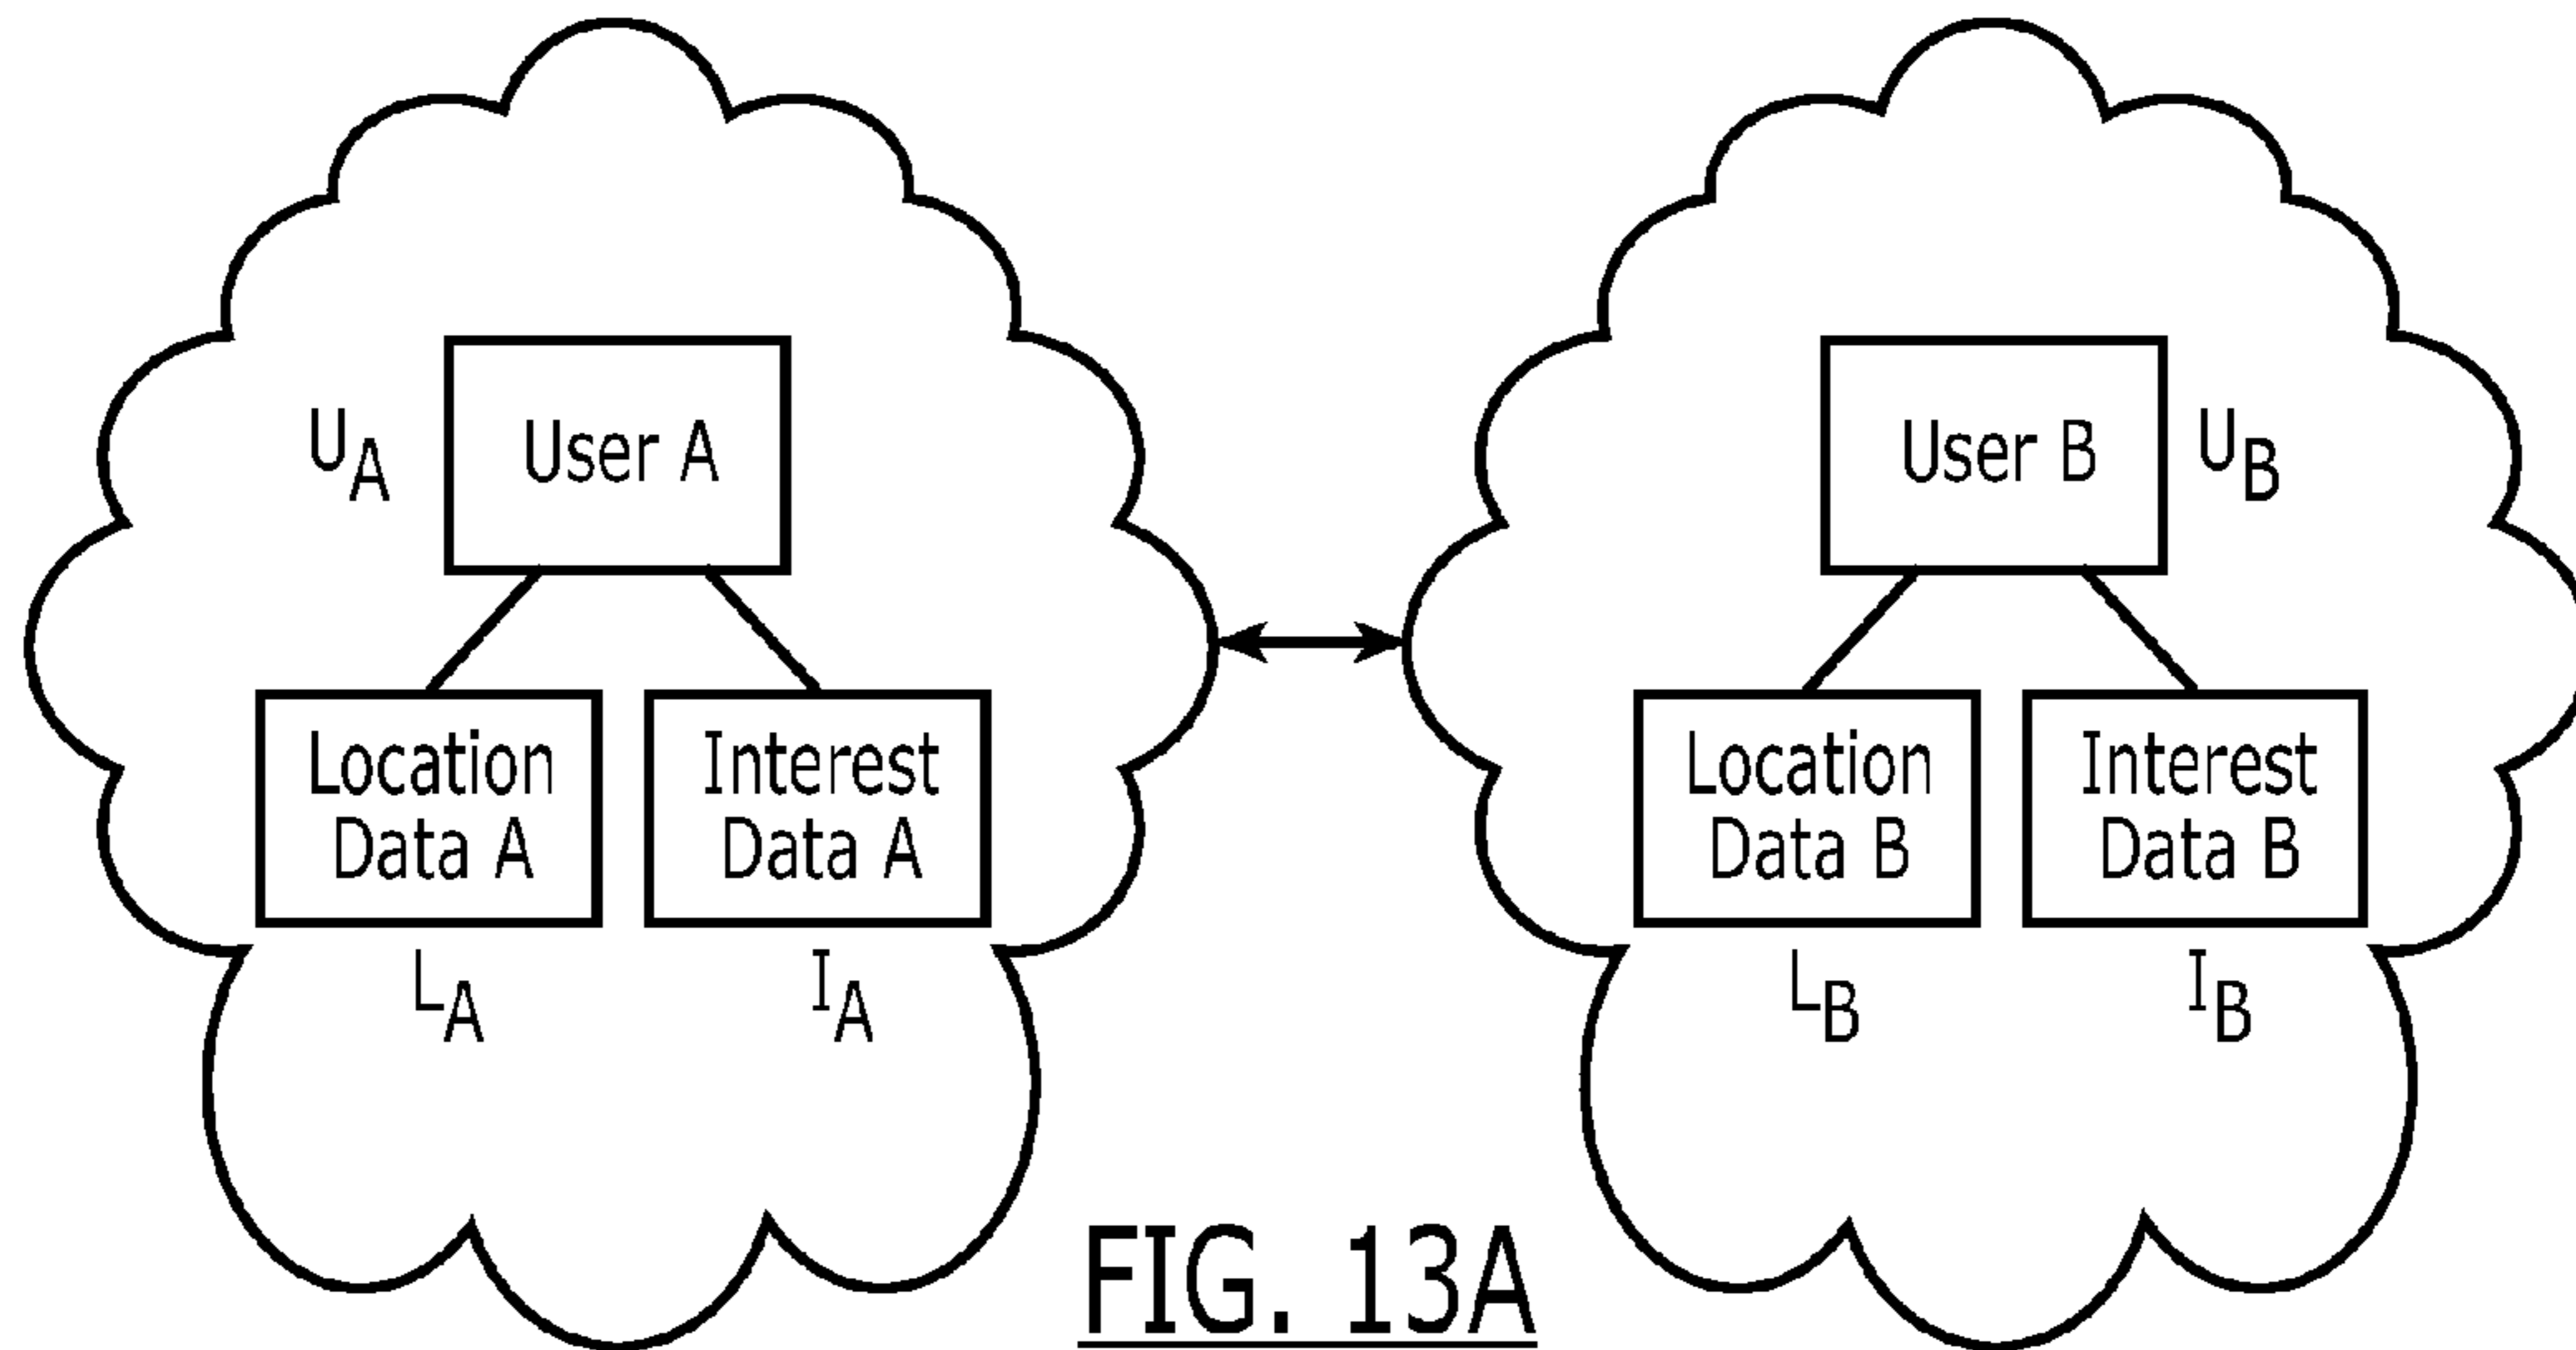 U_A
User A
Location
Data A
Interest
Data A
L_A
I_A
User B
U_B
Location
Data B
Interest
Data B
L_B
I_B
FIG. 13A